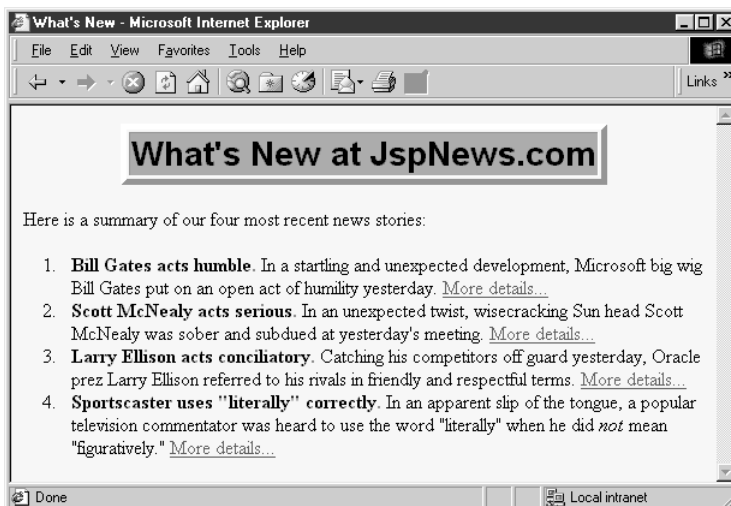 What's New - Microsoft Internet Explorer
File Edit View Favorites Tools Help
Links »
What's New at JspNews.com
Here is a summary of our four most recent news stories:
1. Bill Gates acts humble. In a startling and unexpected development, Microsoft big wig
Bill Gates put on an open act of humility yesterday. More details...
2. Scott McNealy acts serious. In an unexpected twist, wisecracking Sun head Scott
McNealy was sober and subdued at yesterday's meeting. More details...
3. Larry Ellison acts conciliatory. Catching his competitors off guard yesterday, Oracle
prez Larry Ellison referred to his rivals in friendly and respectful terms. More details...
4. Sportscaster uses "literally" correctly. In an apparent slip of the tongue, a popular
television commentator was heard to use the word "literally" when he did not mean
"figuratively." More details...
Done Local intranet